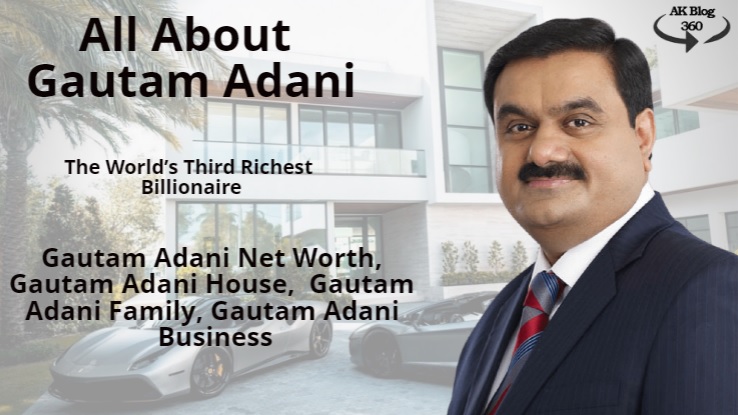 All About
Gautam Adani
AK Blog
360
The World's Third Richest
Billionaire
Gautam Adani Net Worth,
Gautam Adani House, Gautam
Adani Family, Gautam Adani
Business